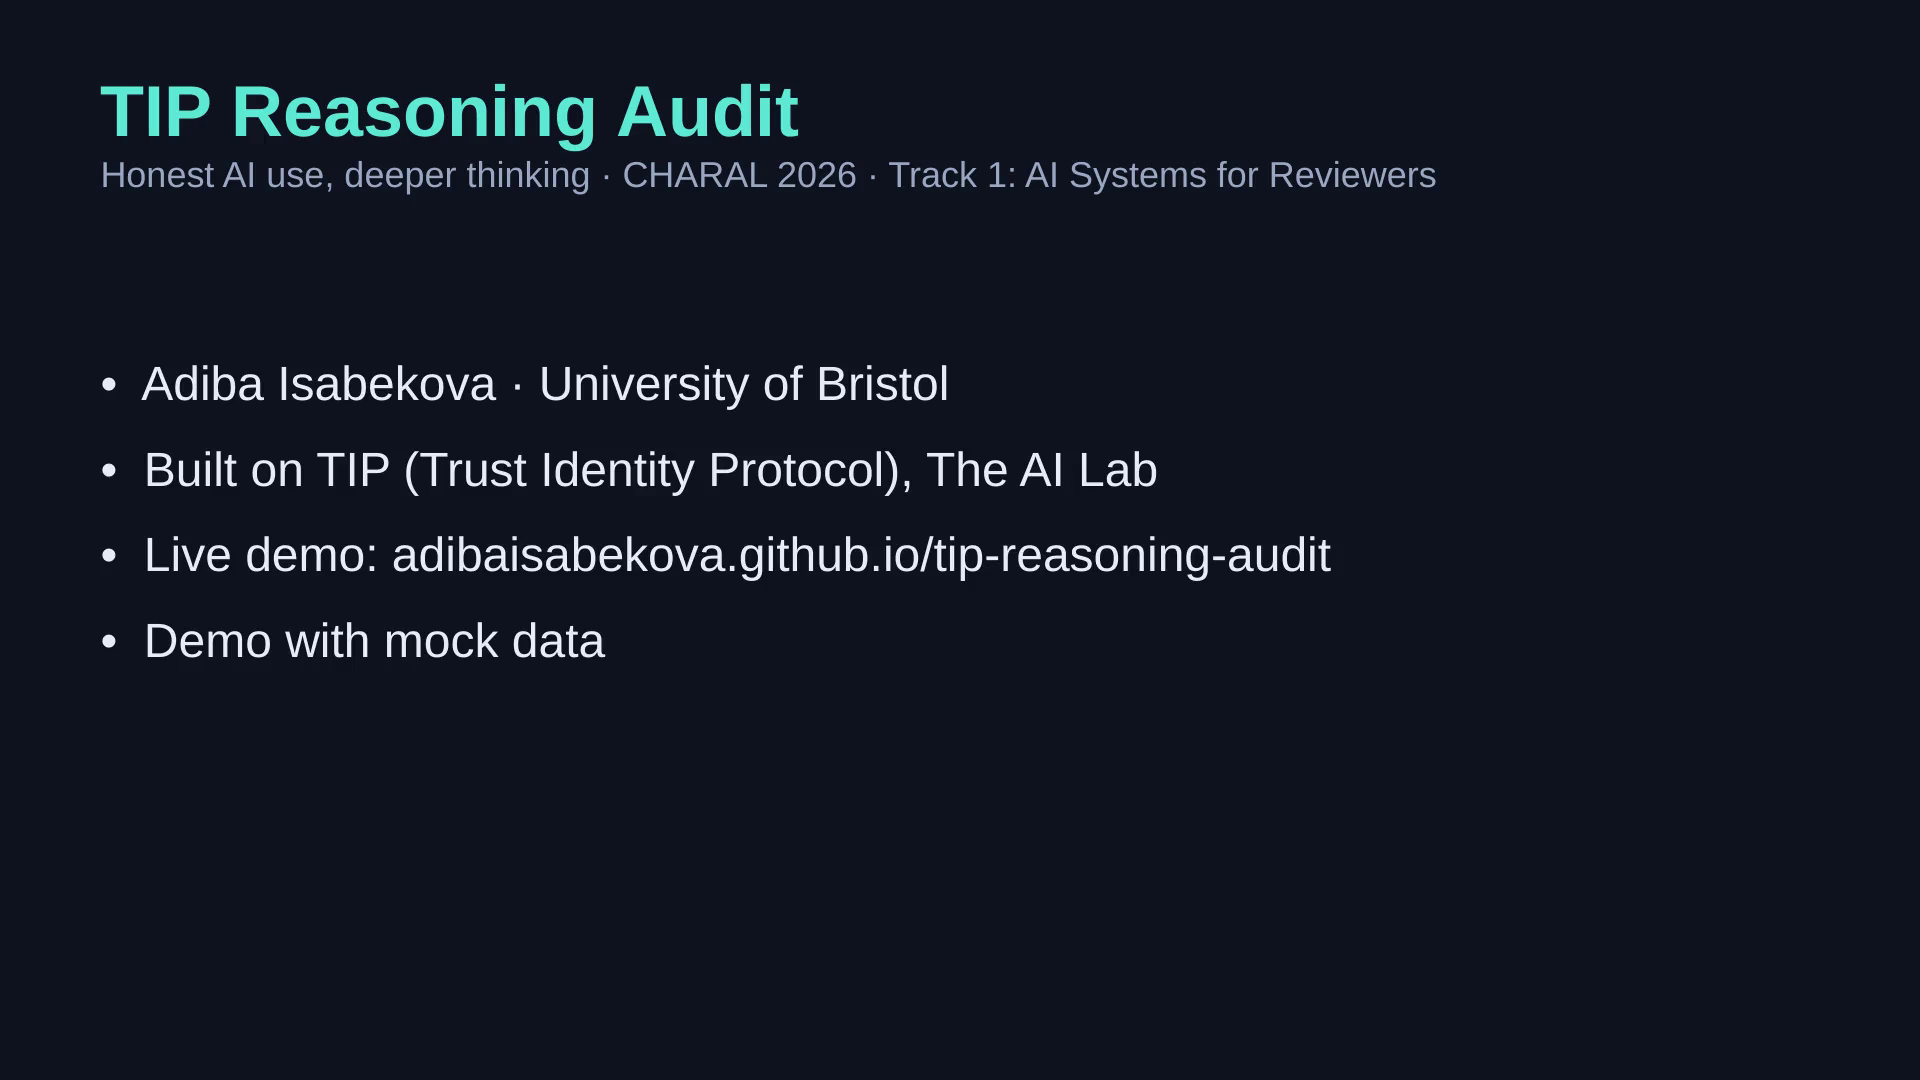 TIP Reasoning Audit
Honest AI use, deeper thinking · CHARAL 2026 · Track 1: AI Systems for Reviewers
• Adiba Isabekova · University of Bristol
• Built on TIP (Trust Identity Protocol), The AI Lab
• Live demo: adibaisabekova.github.io/tip-reasoning-audit
• Demo with mock data